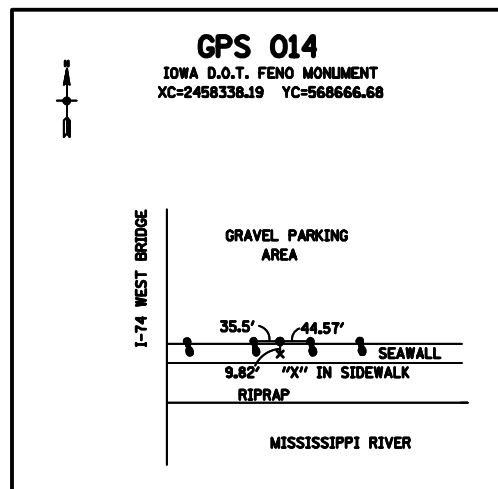 GPS 014
IOWA D.O.T. FENO MONUMENT
XC=2458338.19 YC=568666.68
N
I-74 WEST BRIDGE
GRAVEL PARKING
AREA
35.5' 44.57'
SEAWALL
9.82' "X" IN SIDEWALK
RIPRAP
MISSISSIPPI RIVER